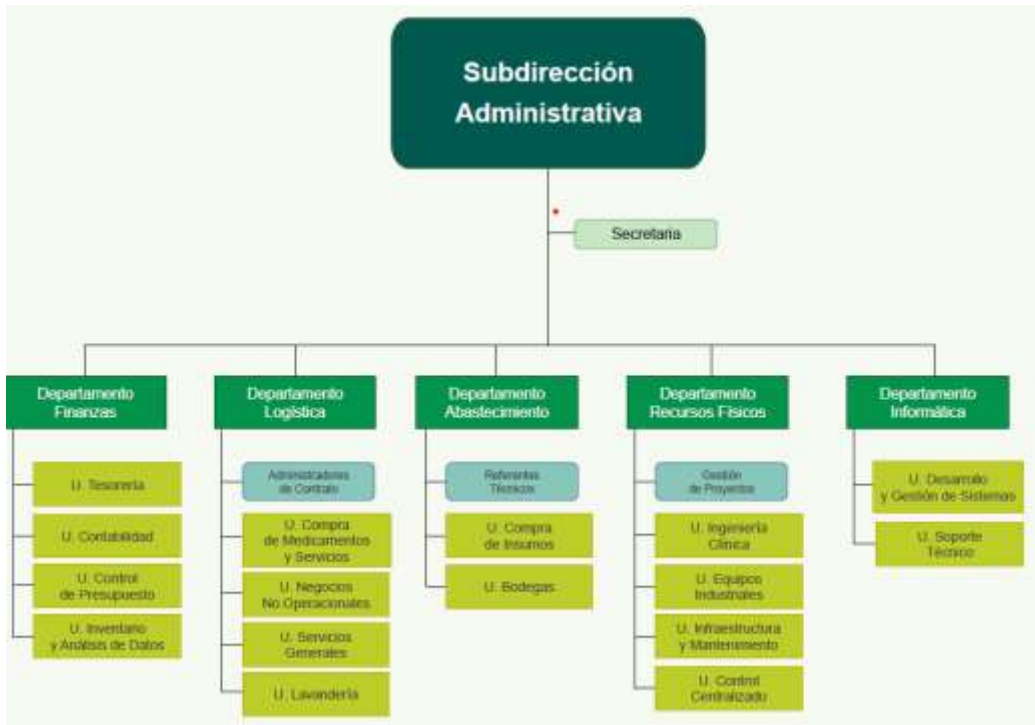 Subdirección
Administrativa
Secretaria
Departamento
Finanzas
U. Tesorería
U. Contabilidad
U. Control
de Presupuesto
U. Inventario
y Análisis de Datos
Departamento
Logística
Administradores
de Contrato
U. Compra
de Medicamentos
y Servicios
U. Negocios
No Operacionales
U. Servicios
Generales
U. Lavandería
Departamento
Abastecimiento
Referentes
Técnicos
U. Compra
de Insumos
U. Bodegas
Departamento
Recursos Físicos
Gestión
de Proyectos
U. Ingeniería
Clínica
U. Equipos
Industriales
U. Infraestructura
y Mantenimiento
U. Control
Centralizado
Departamento
Informática
U. Desarrollo
y Gestión de Sistemas
U. Soporte
Técnico